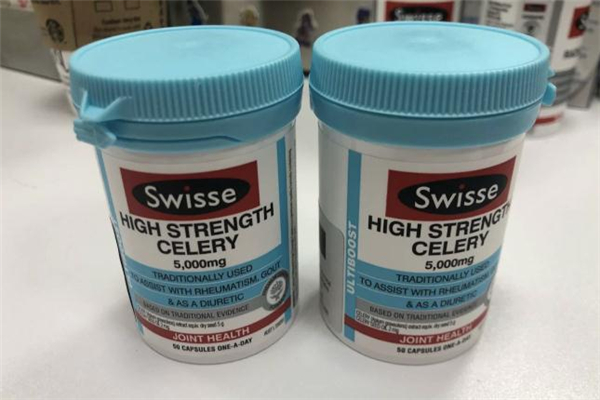 Swisse
Swisse
HIGH STRENGTH
CELERY
5,000mg
TRADITIONALLY USED
TO ASSIST WITH RHEUMATISM, GOUT
& AS A DIURETIC
BASED ON TRADITIONAL EVIDENCE
JOINT HEALTH
50 CAPSULES ONE-A-DAY
ULTIBOOST
Swisse
HIGH STRENGTH
CELERY
5,000mg
TRADITIONALLY USED
TO ASSIST WITH RHEUMATISM,
& AS A DIURETIC
BASED ON TRADITIONAL EVIDENCE
JOINT HEALTH
50 CAPSULES ONE-A-DAY